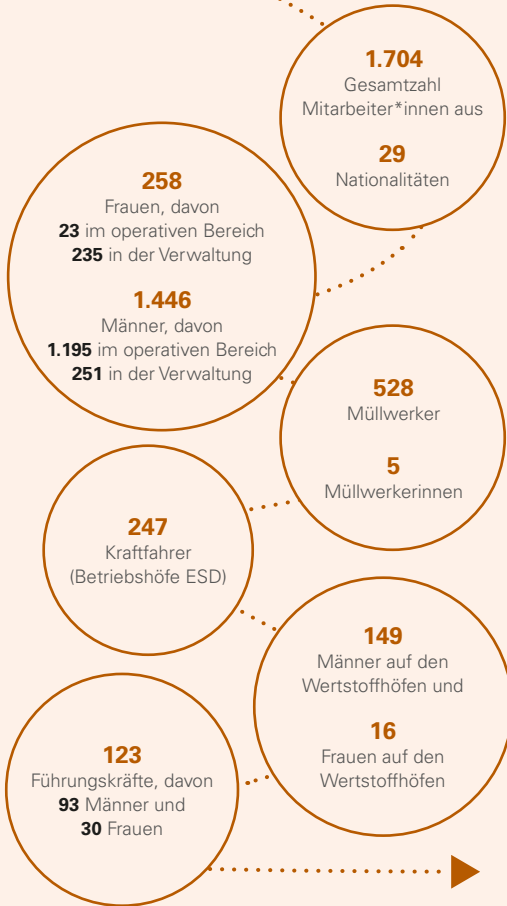 1.704
Gesamtzahl
Mitarbeiter*innen aus
29
Nationalitäten
258
Frauen, davon
23 im operativen Bereich
235 in der Verwaltung
1.446
Männer, davon
1.195 im operativen Bereich
251 in der Verwaltung
528
Müllwerker
5
Müllwerkerinnen
247
Kraftfahrer
(Betriebshöfe ESD)
149
Männer auf den
Wertstoffhöfen und
16
Frauen auf den
Wertstoffhöfen
123
Führungskräfte, davon
93 Männer und
30 Frauen